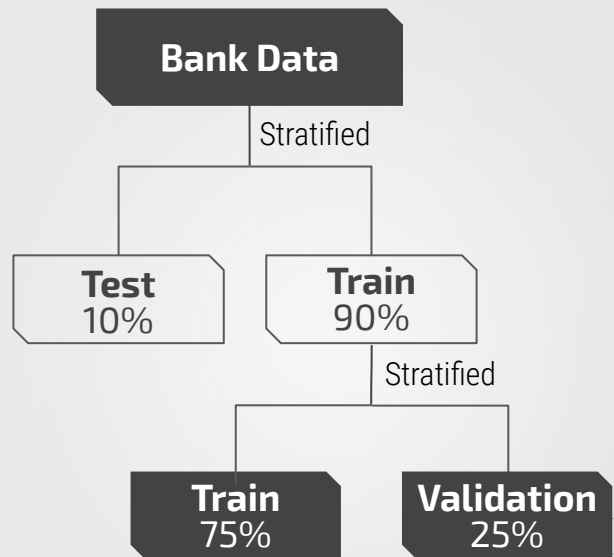 Bank Data
Stratified
Test
10%
Train
90%
Stratified
Train
75%
Validation
25%